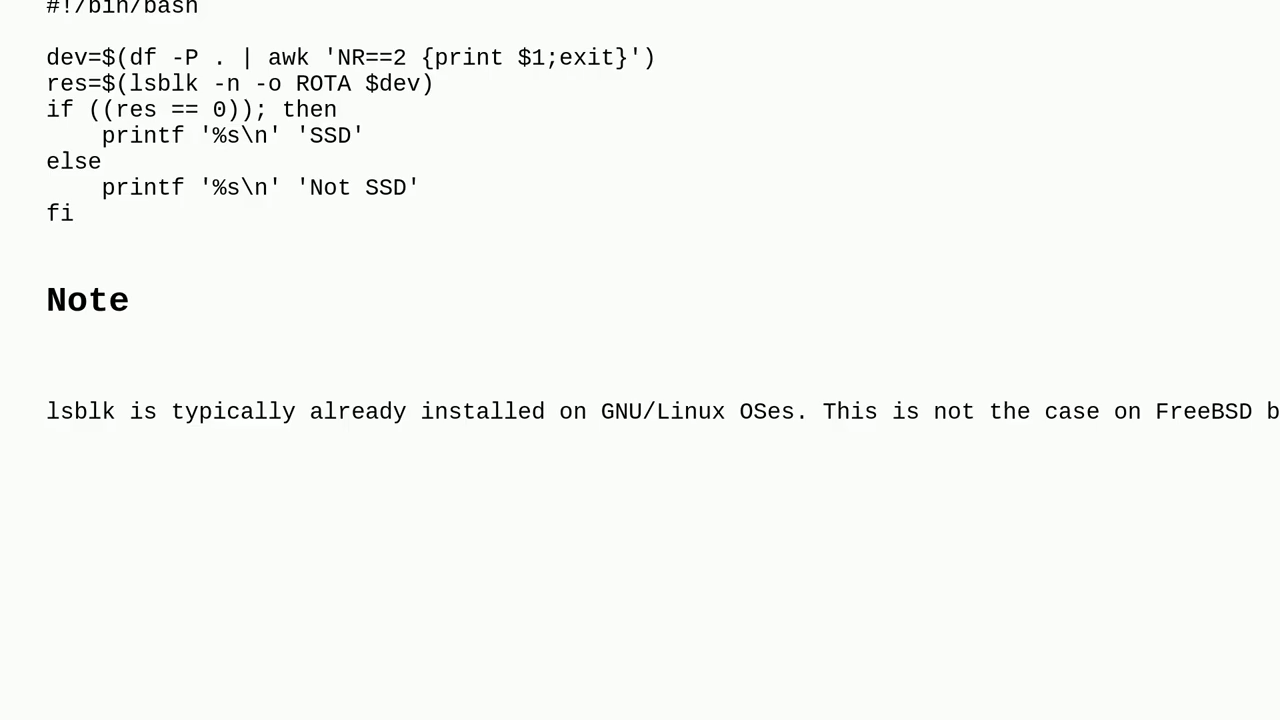 #!/bin/bash
dev=$(df -P . | awk 'NR==2 {print $1;exit}')
res=$(lsblk -n -o ROTA $dev)
if ((res == 0)); then
    printf '%s\n' 'SSD'
else
    printf '%s\n' 'Not SSD'
fi
Note
lsblk is typically already installed on GNU/Linux OSes. This is not the case on FreeBSD